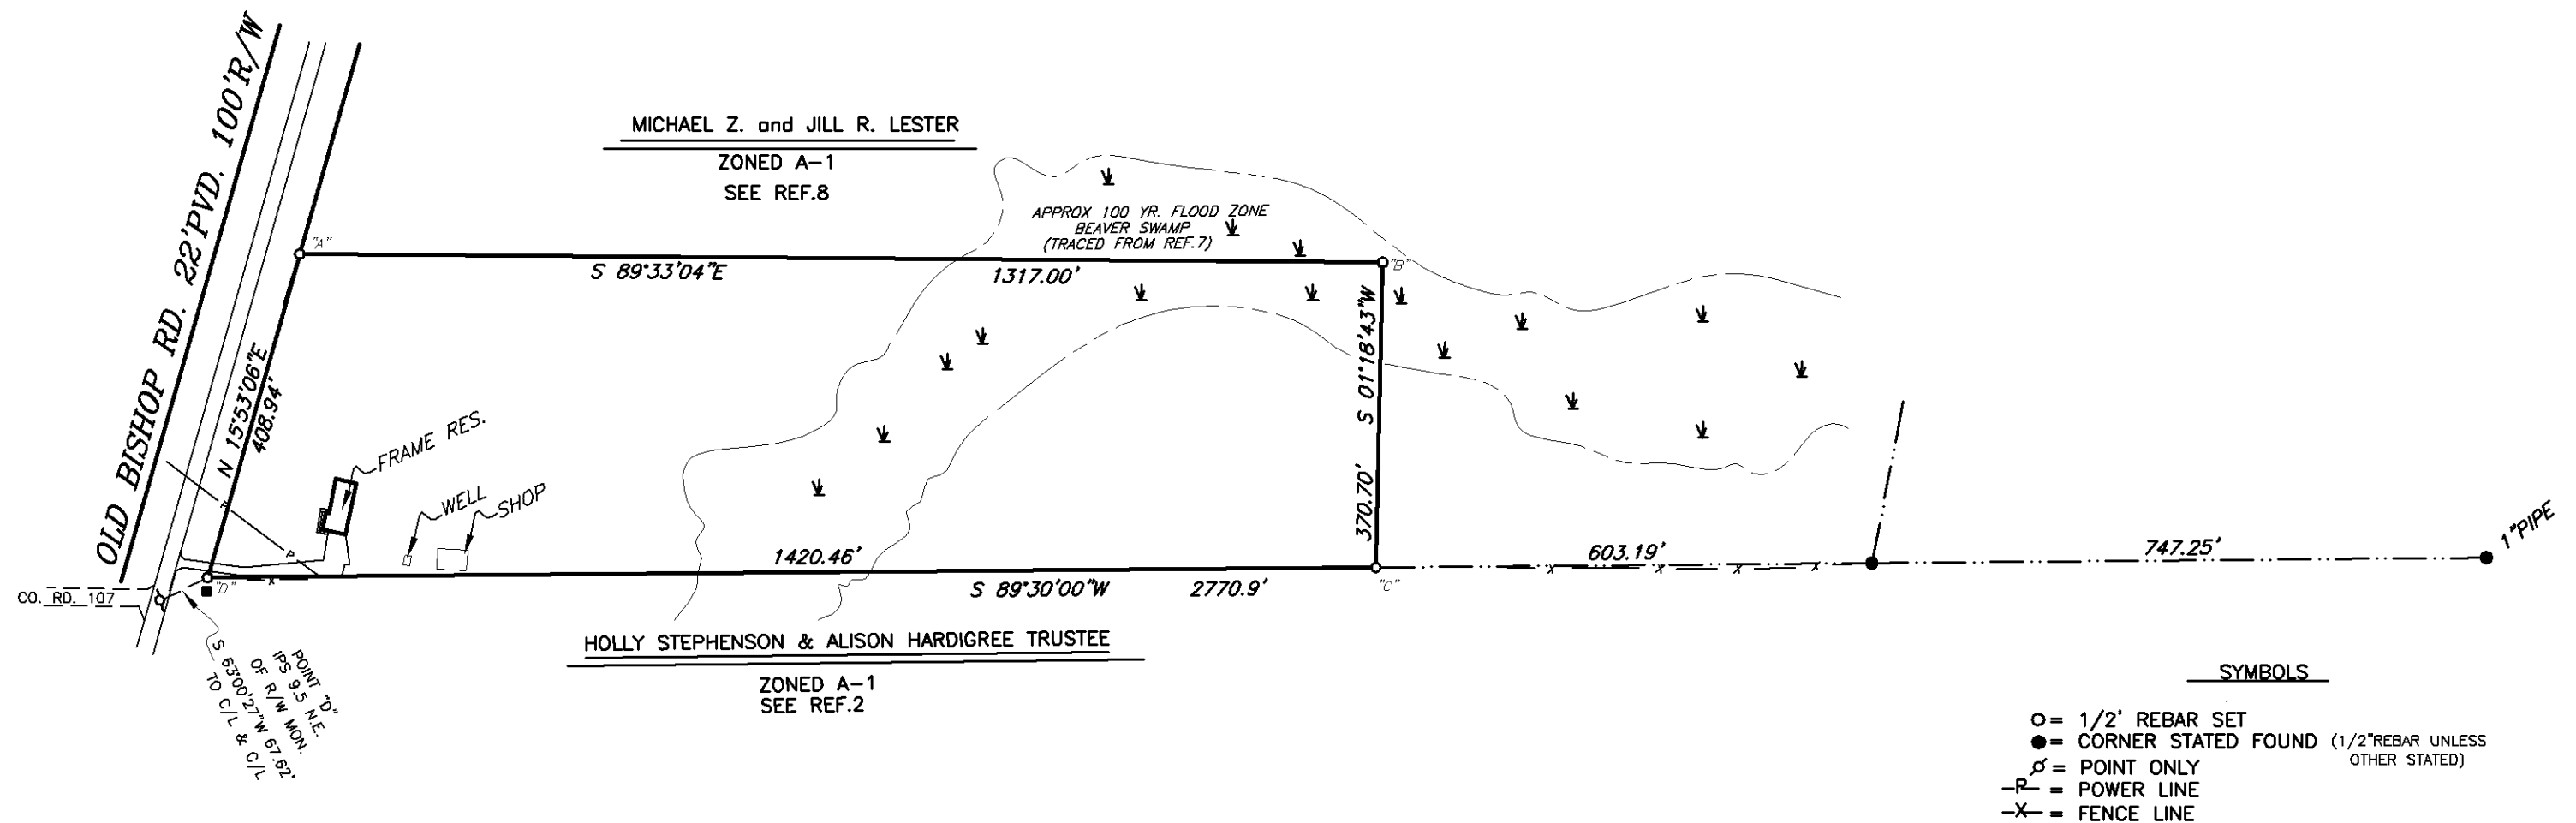 OLD BISHOP RD. 22'PVD. 100'R/W
MICHAEL Z. and JILL R. LESTER
ZONED A-1
SEE REF.8
APPROX 100 YR. FLOOD ZONE
BEAVER SWAMP
(TRACED FROM REF.7)
"A"
S 89°33'04"E
1317.00'
"B"
N 15°53'06"E
408.94'
S 01°18'43"W
370.70'
FRAME RES.
WELL
SHOP
P
P
1420.46'
603.19'
747.25'
1"PIPE
"D"
X
X
X
X
X
"C"
CO. RD. 107
S 89°30'00"W
2770.9'
POINT "D"
IPS 9.5 N.E.
OF R/W MON.
S 63°00'27"W 67.62'
TO C/L & C/L
HOLLY STEPHENSON & ALISON HARDIGREE TRUSTEE
ZONED A-1
SEE REF.2
SYMBOLS
O= 1/2' REBAR SET
●= CORNER STATED FOUND (1/2"REBAR UNLESS
OTHER STATED)
= POINT ONLY
-P- = POWER LINE
-X- = FENCE LINE